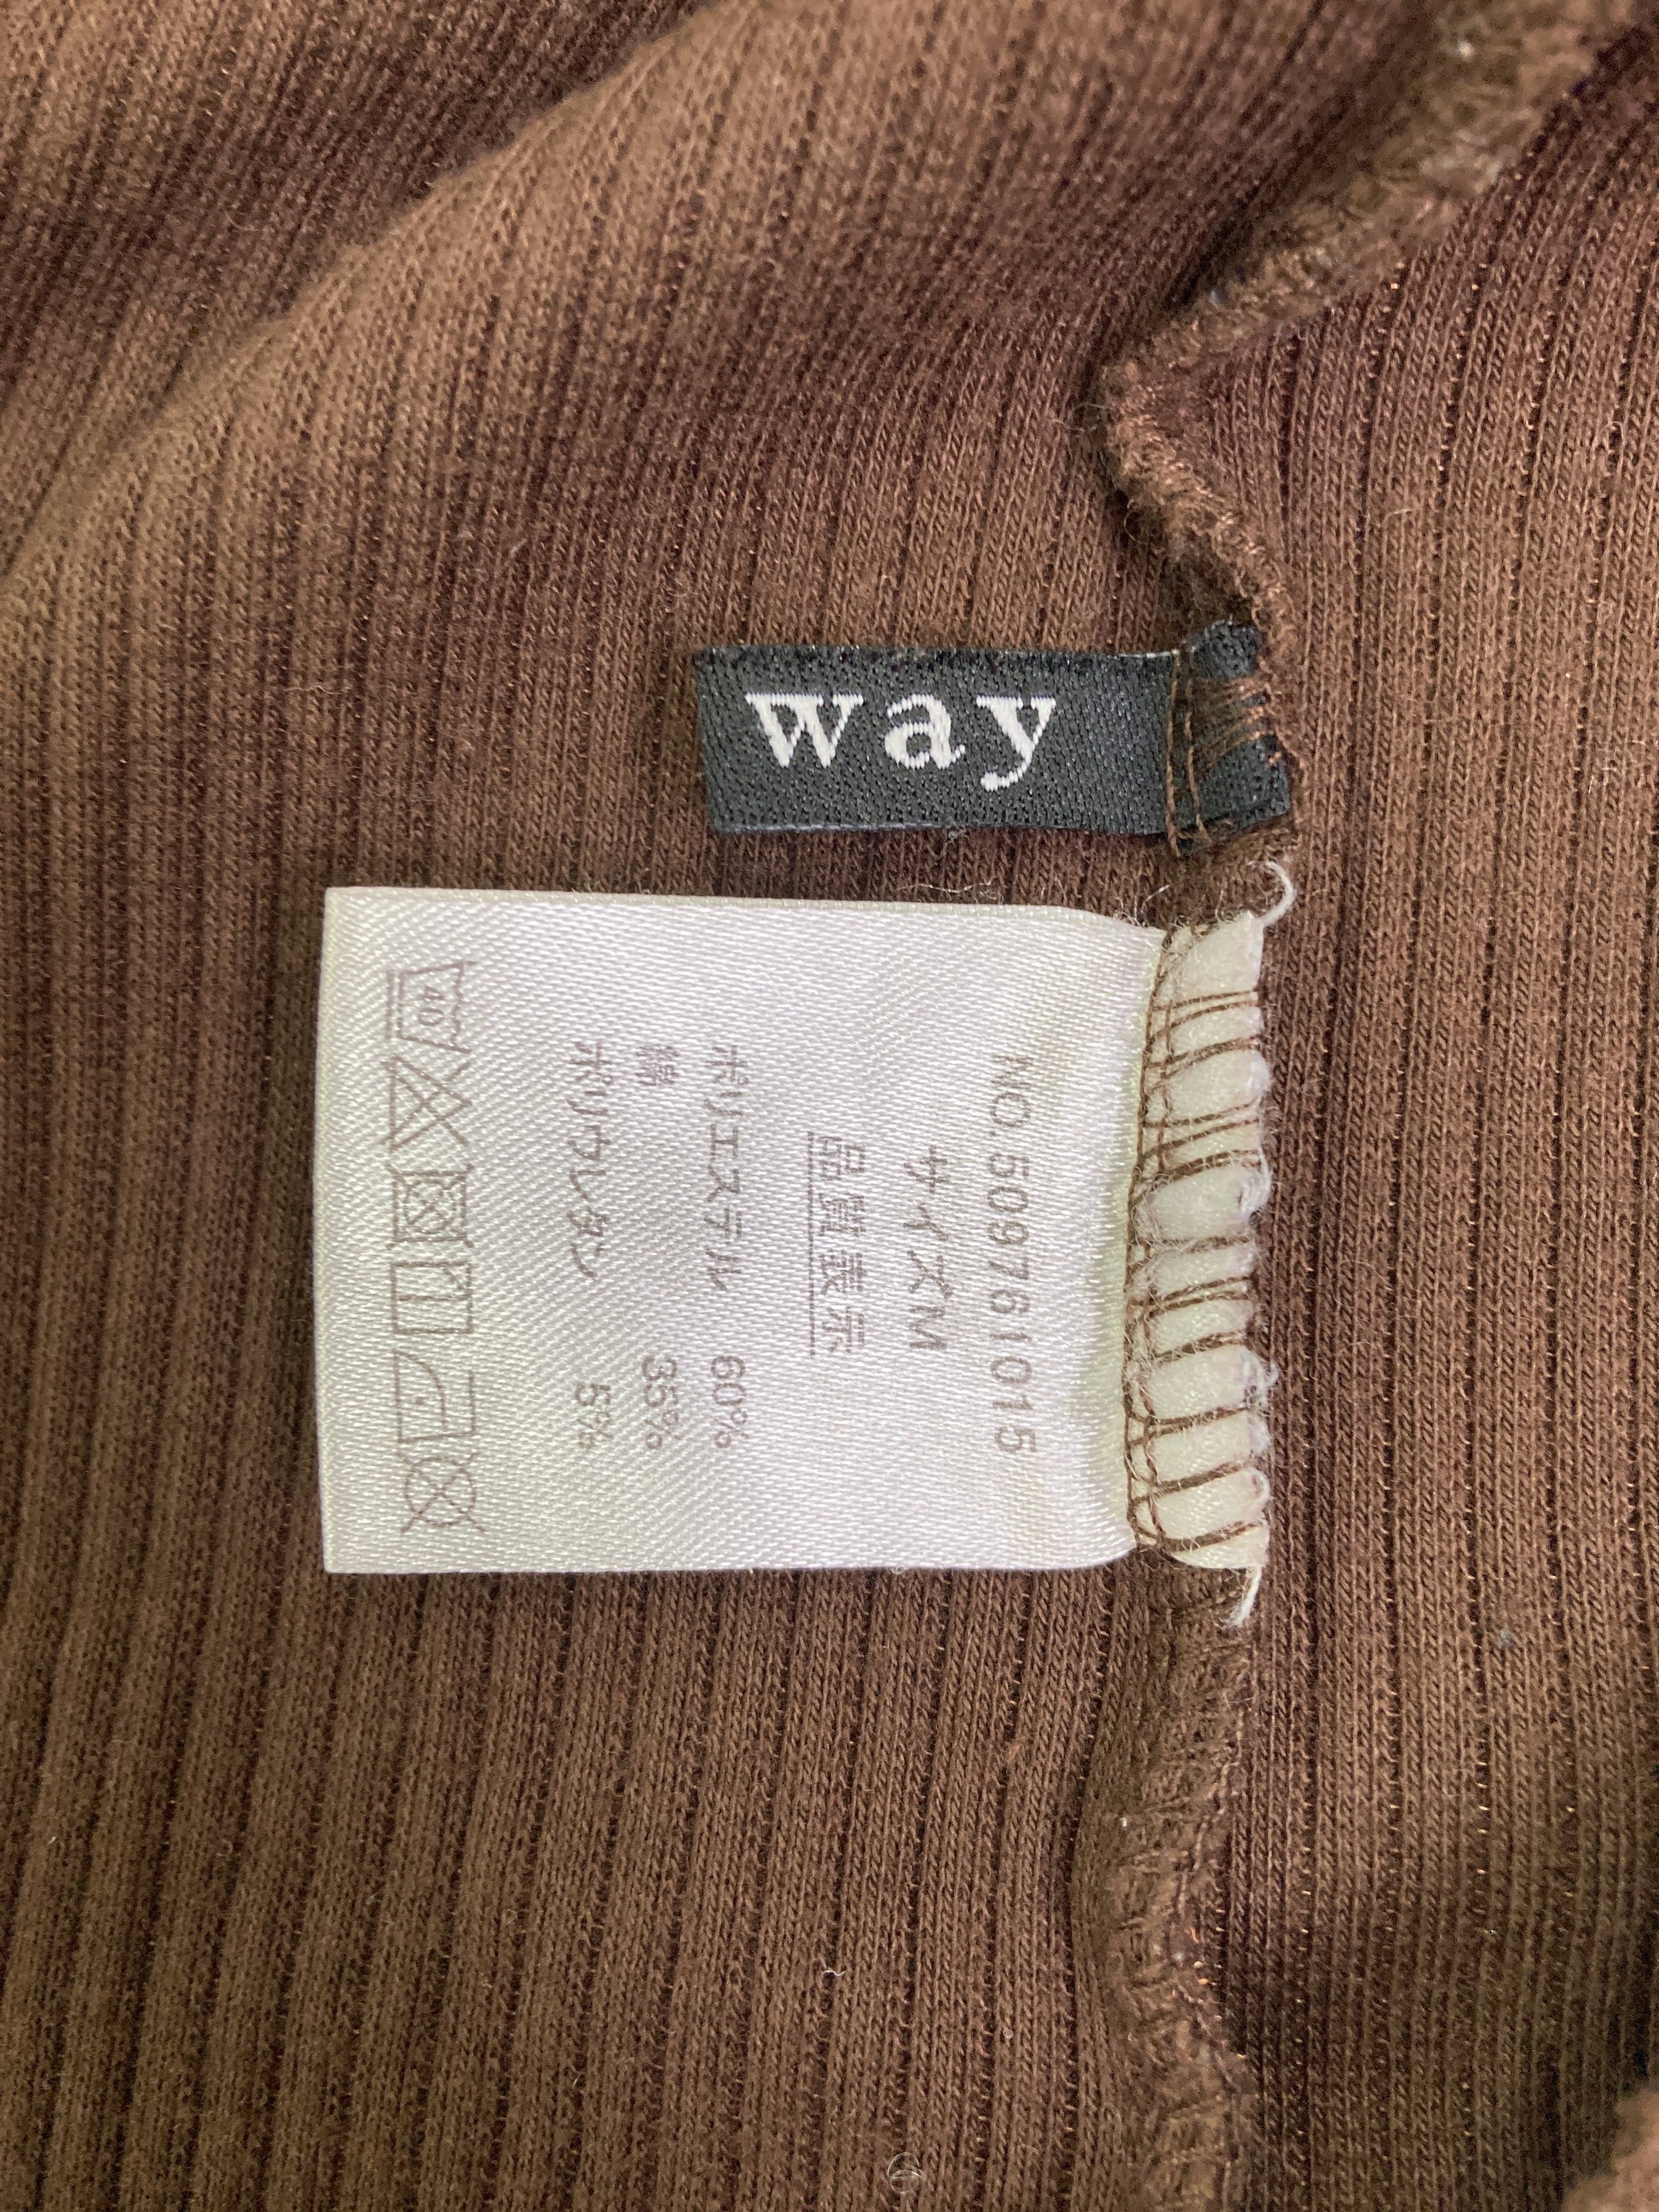 way
NO.509761015
サイズM
品質表示
ポリエステル 60%
綿 35%
ポリウレタン 5%
40